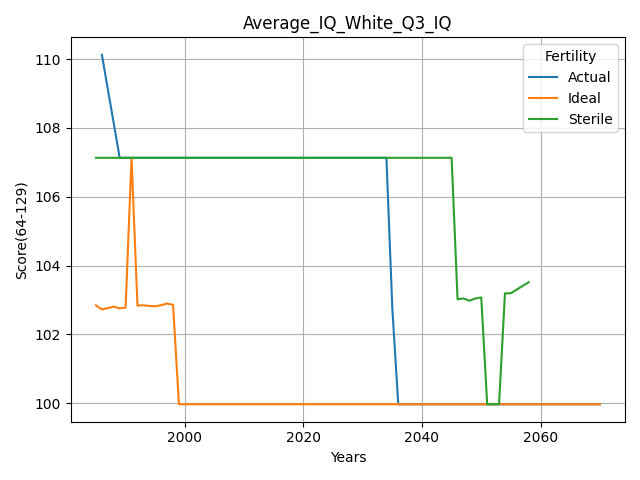 Average_IQ_White_Q3_IQ
Fertility
Actual
Ideal
Sterile
Score(64-129)
110
108
106
104
102
100
2000
2020
2040
2060
Years